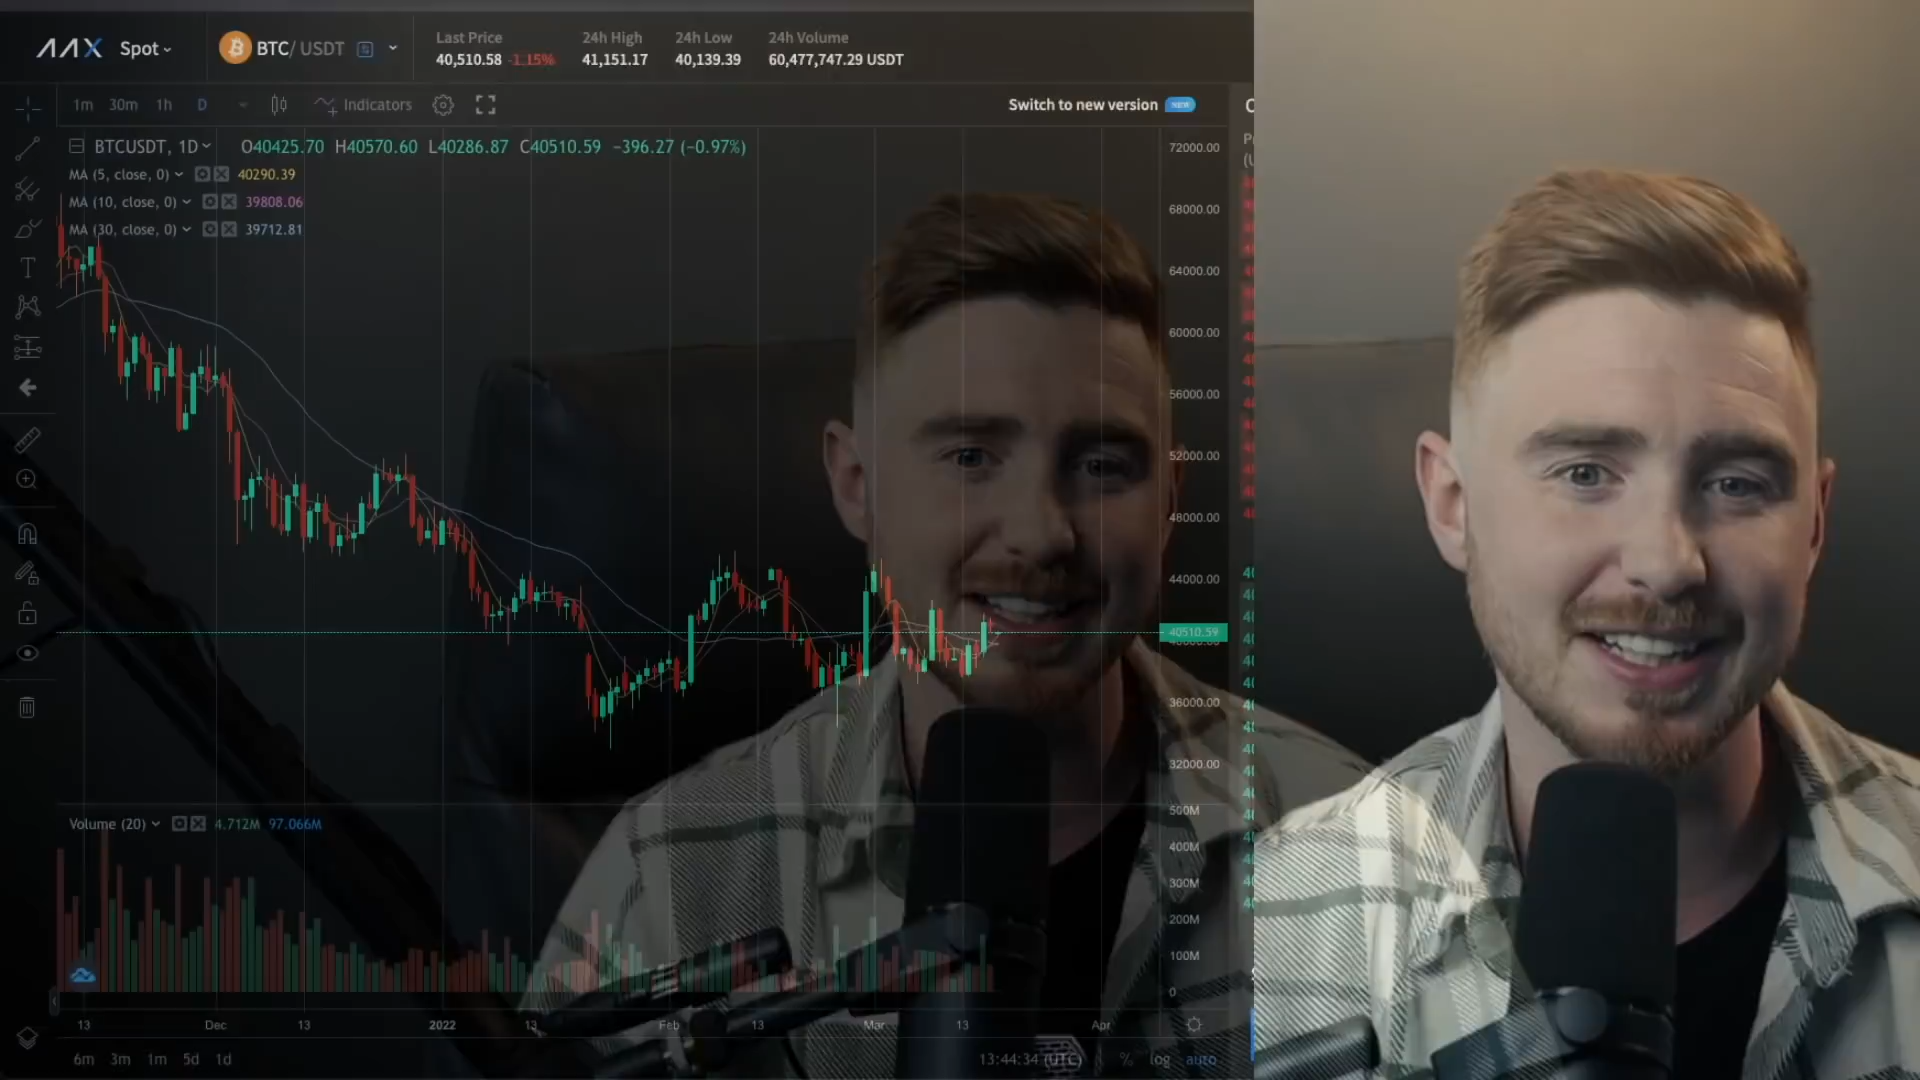 AAX Spot
BTC/ USDT
Last Price
40,510.58 -1.15%
24h High
41,151.17
24h Low
40,139.39
24h Volume
60,477,747.29 USDT
1m 30m 1h D Indicators
Switch to new version NEW
BTCUSDT, 1D O40425.70 H40570.60 L40286.87 C40510.59 −396.27 (−0.97%)
MA (5, close, 0) 40290.39
MA (10, close, 0) 39808.06
MA (30, close, 0) 39712.81
72000.00
68000.00
64000.00
60000.00
56000.00
52000.00
48000.00
44000.00
40510.59
36000.00
32000.00
Volume (20) 4.712M 97.066M
500M
400M
300M
200M
100M
0
13 Dec 13 2022 13 Feb 13 Mar 13 Apr
6m 3m 1m 5d 1d
13:44:34 (UTC) % log auto